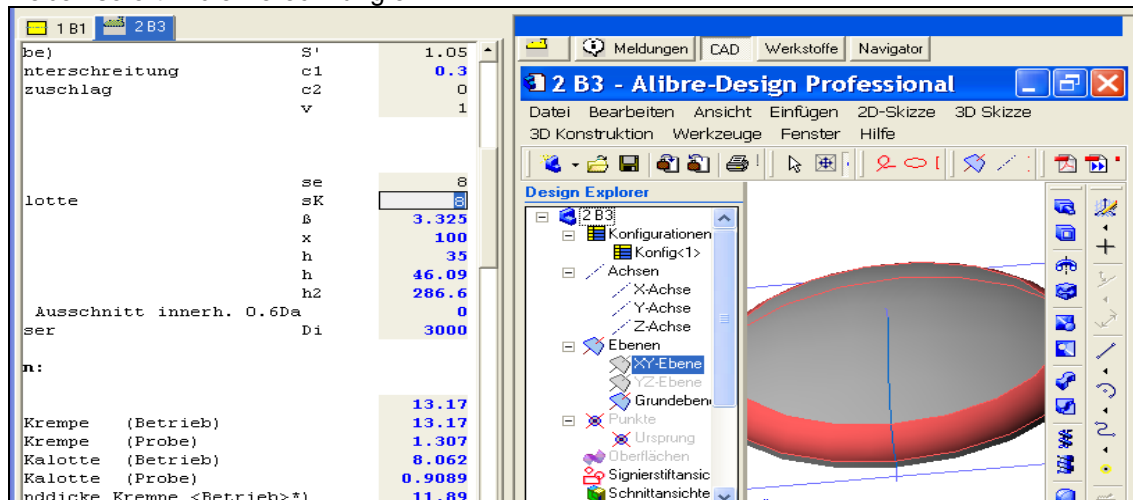 1 B1 2 B3
be) S' 1.05
nterschreitung c1 0.3
zuschlag c2 0
v 1
se 8
lotte sK 8
ß 3.325
x 100
h 35
h 46.09
h2 286.6
Ausschnitt innerh. 0.6Da 0
ser Di 3000
n:
13.17
Krempe (Betrieb) 13.17
Krempe (Probe) 1.307
Kalotte (Betrieb) 8.062
Kalotte (Probe) 0.9089
nddicke Krempe <Betrieb>*) 11.89
Meldungen CAD Werkstoffe Navigator
2 B3 - Alibre-Design Professional
Datei Bearbeiten Ansicht Einfügen 2D-Skizze 3D Skizze
3D Konstruktion Werkzeuge Fenster Hilfe
Design Explorer
2 B3
Konfigurationen
Konfig<1>
Achsen
X-Achse
Y-Achse
Z-Achse
Ebenen
XY-Ebene
YZ-Ebene
Grundeben
Punkte
Ursprung
Oberflächen
Signierstiftansic
Schnittansichte